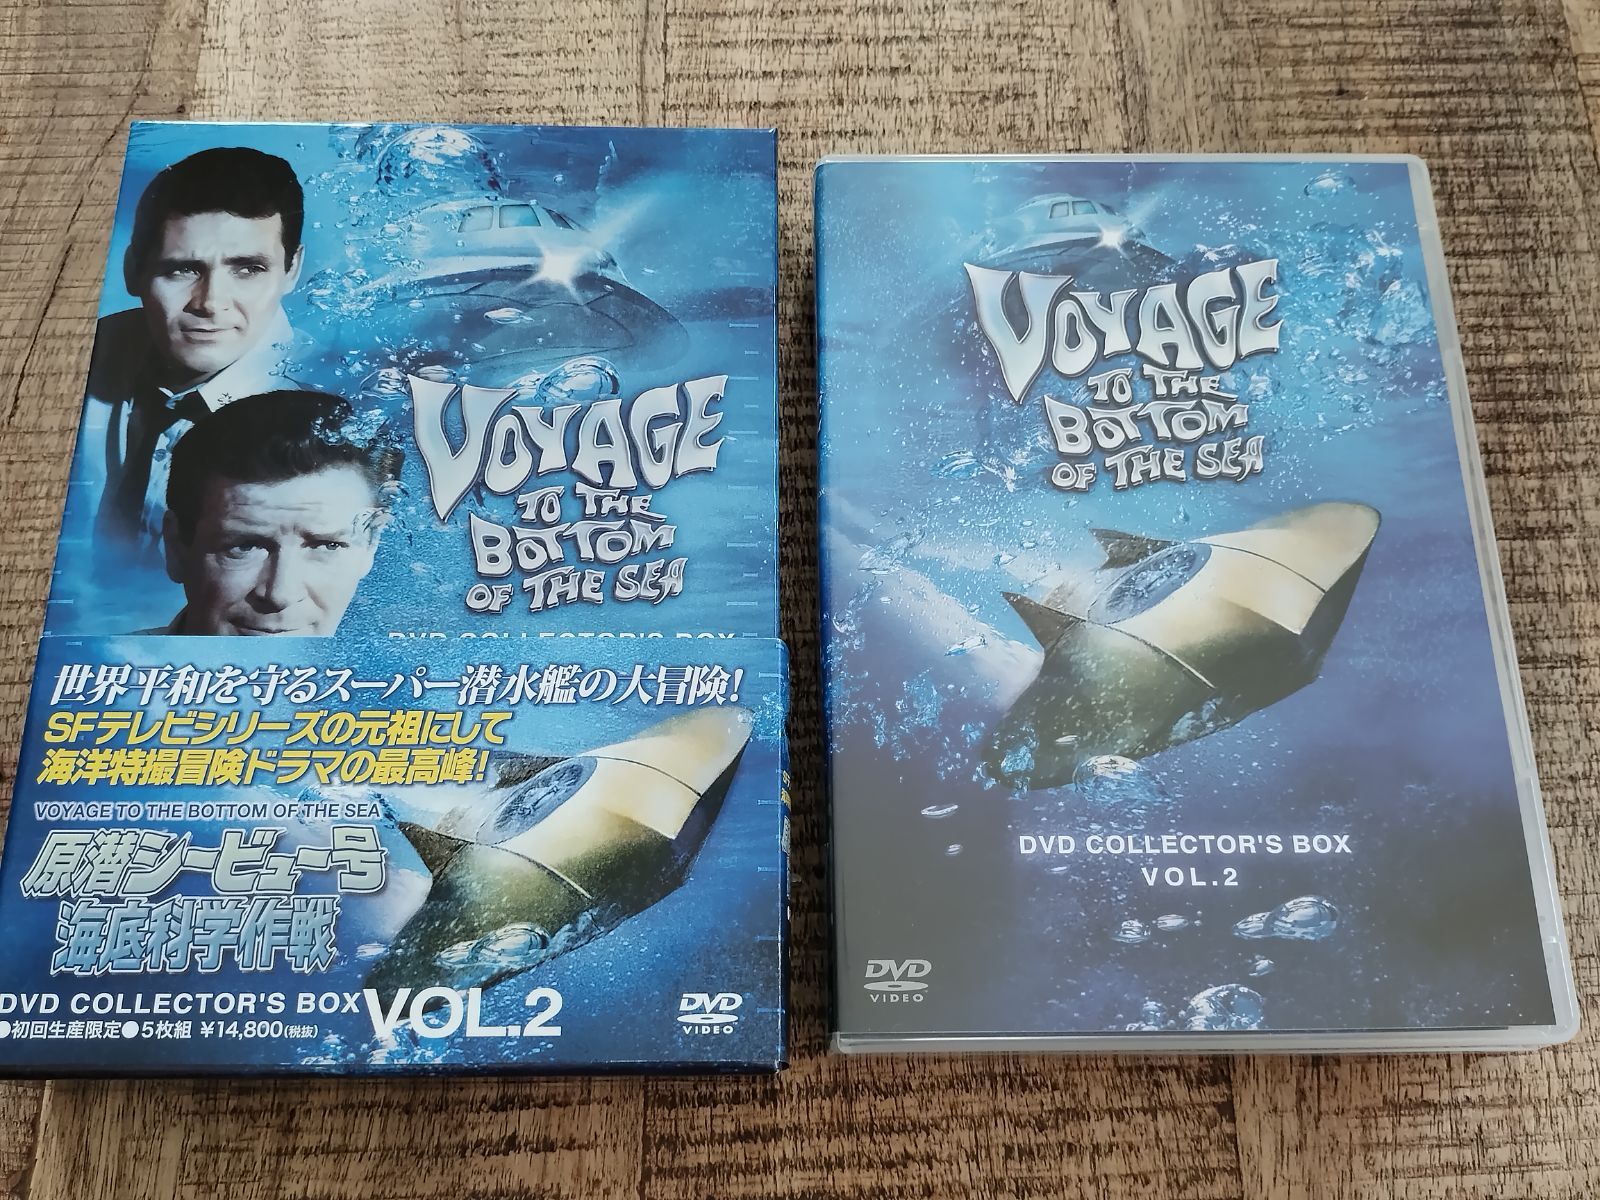 VOYAGE
TO THE
BOTTOM
OF THE SEA
DVD COLLECTOR'S BOX
世界平和を守るスーパー潜水艦の大冒険!
SFテレビシリーズの元祖にして
海洋特撮冒険ドラマの最高峰!
VOYAGE TO THE BOTTOM OF THE SEA
原潜シービュー号
海底科学作戦
DVD COLLECTOR'S BOX VOL.2
●初回生産限定●5枚組 ¥14,800(税抜)
DVD
VIDEO
VOYAGE
TO THE
BOTTOM
OF THE SEA
DVD COLLECTOR'S BOX
VOL.2
DVD
VIDEO